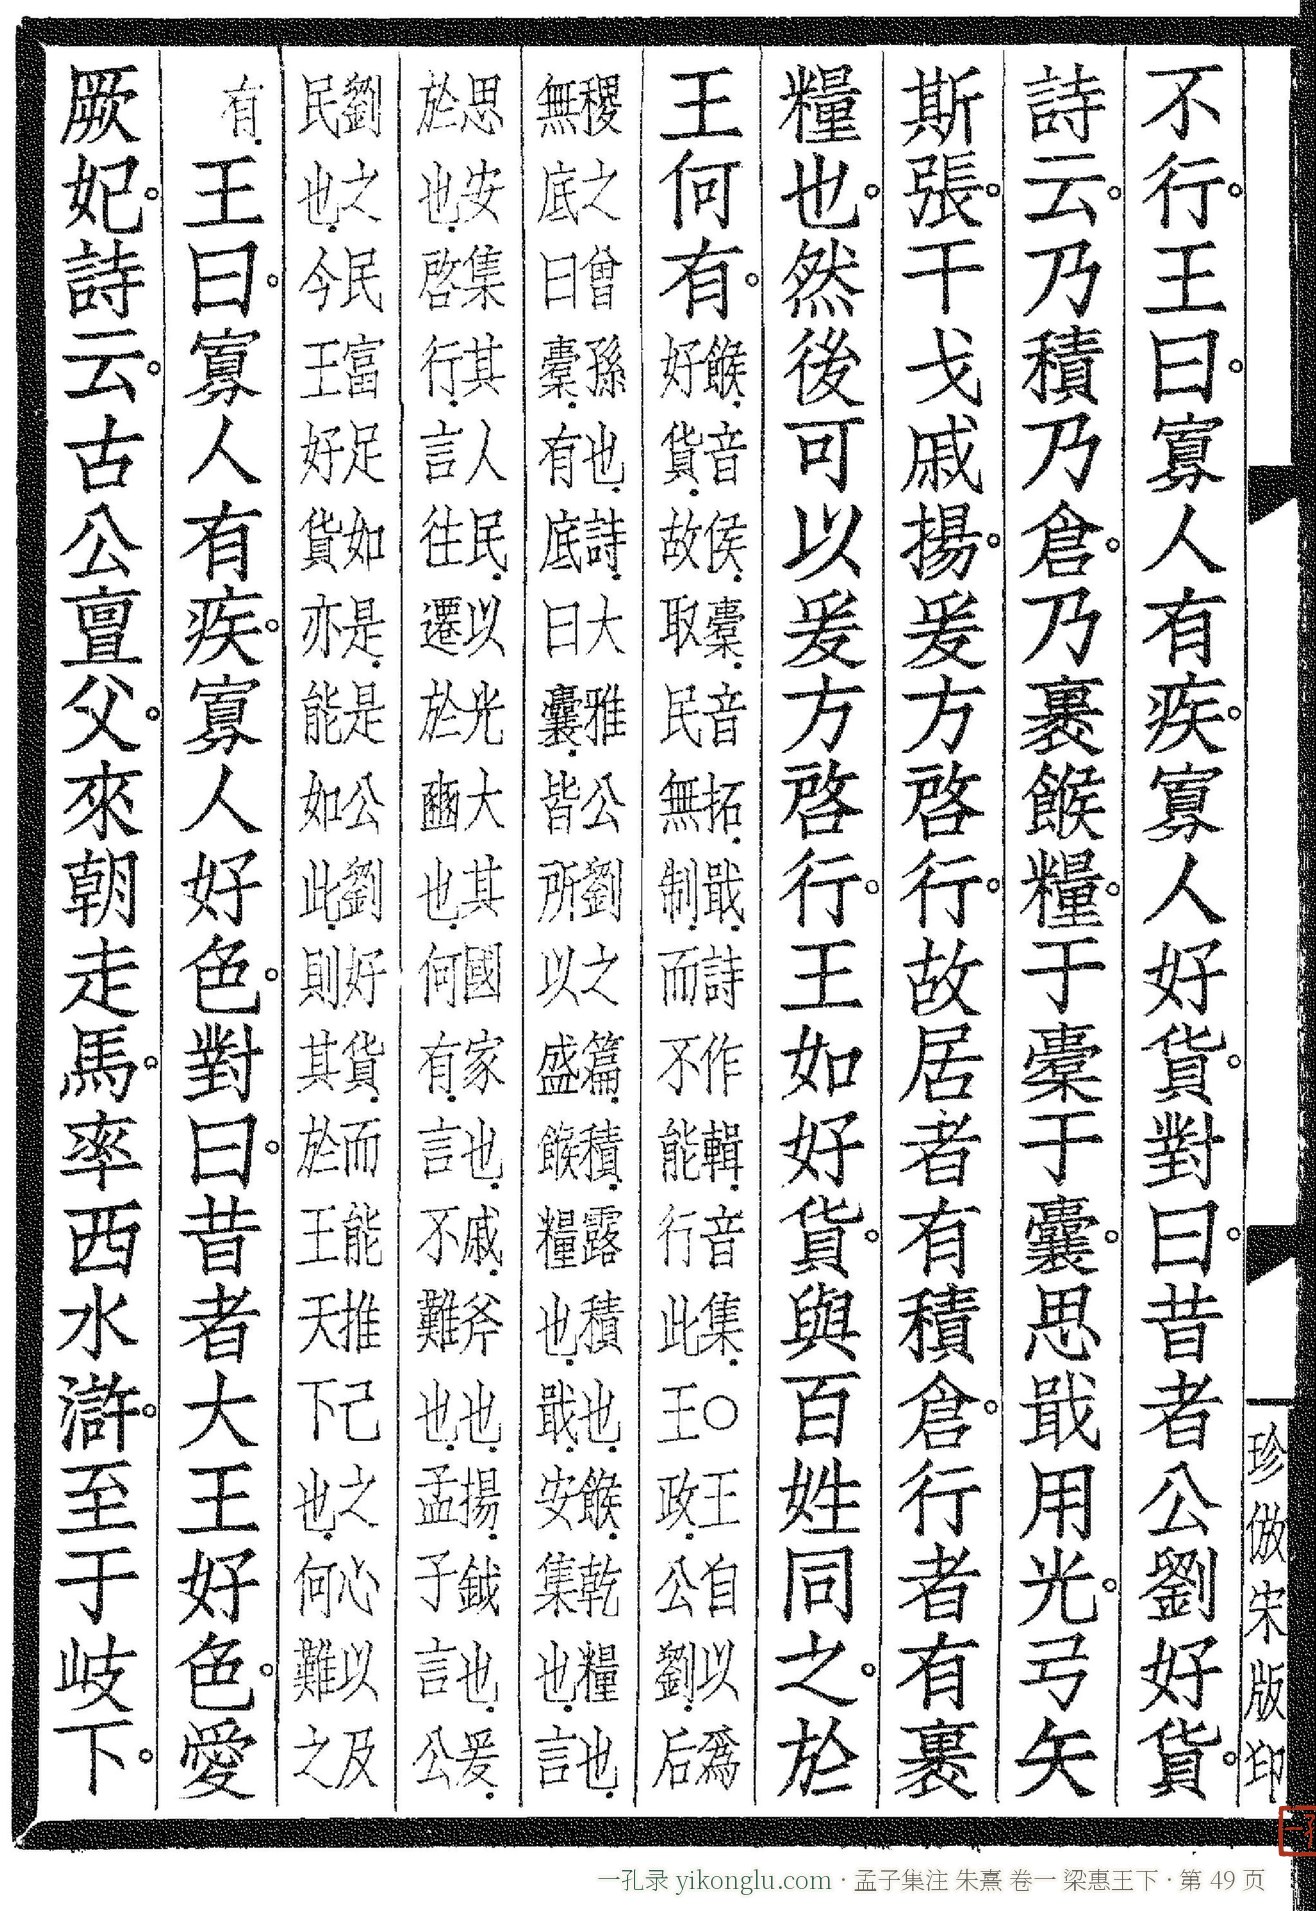 珍倣宋版印
不行。王曰。寡人有疾。寡人好貨。對曰。昔者公劉好貨。
詩云。乃積乃倉。乃裹餱糧。于橐于囊。思戢用光。弓矢
斯張。干戈戚揚。爰方啓行。故居者有積倉。行者有裹
糧也。然後可以爰方啓行。王如好貨。與百姓同之。於
王何有。
餱.音侯.橐.音拓.戢.詩作輯.音集.○王自以爲
好貨.故取民無制.而不能行此王政.公劉.后
稷之曾孫也.詩.大雅公劉之篇.積.露積也.餱.乾糧也.
無底曰橐.有底曰囊.皆所以盛餱糧也.戢.安集也.言
思安集其人民.以光大其國家也.戚.斧也.揚.鉞也.爰.
於也.啓行.言往遷於豳也.何有.言不難也.孟子言公
劉之民富足如是.是公劉好貨.而能推己之心以及
民也.今王好貨亦能如此.則其於王天下也.何難之
有.
王曰。寡人有疾。寡人好色。對曰。昔者大王好色。愛
厥妃。詩云。古公亶父。來朝走馬。率西水滸。至于岐下。
一孔录 yikonglu.com · 孟子集注 朱熹 卷一 梁惠王下 · 第 49 页